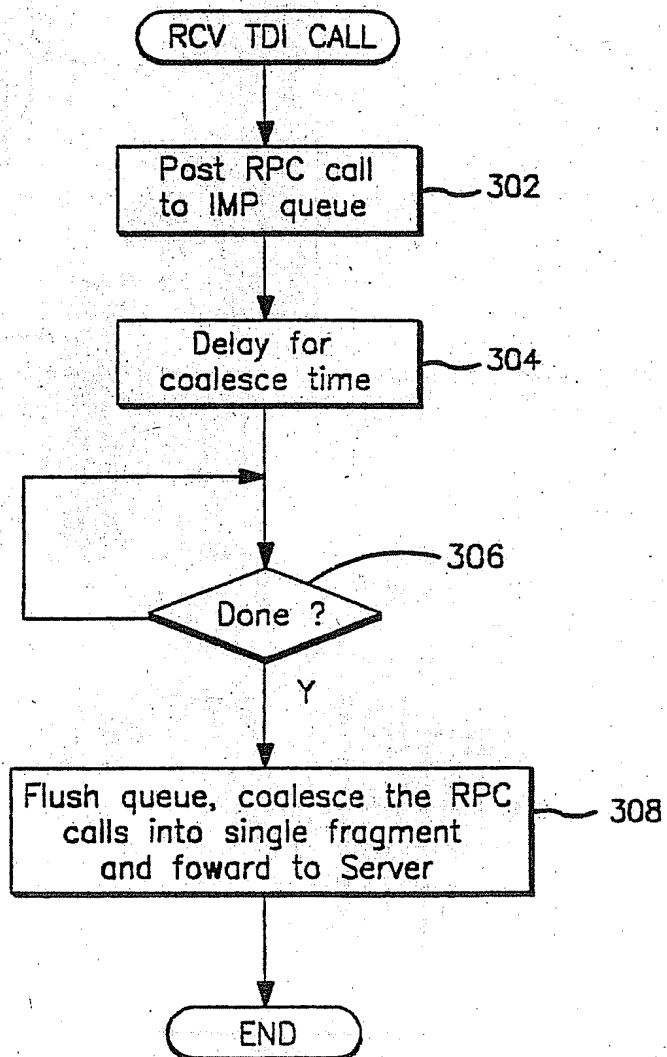 RCV TDI CALL
Post RPC call
to IMP queue
302
Delay for
coalesce time
304
306
Done ?
Y
Flush queue, coalesce the RPC
calls into single fragment
and foward to Server
308
END